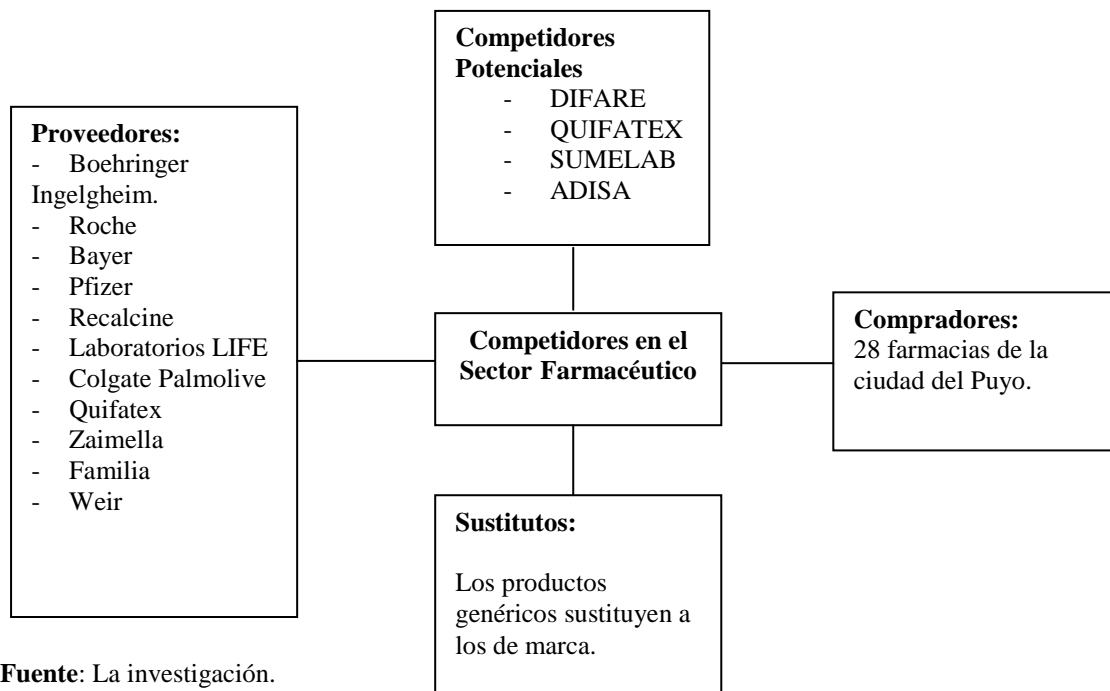 Competidores
Potenciales
- DIFARE
- QUIFATEX
- SUMELAB
- ADISA
Proveedores:
- Boehringer
Ingelgheim.
- Roche
- Bayer
- Pfizer
- Recalcine
- Laboratorios LIFE
- Colgate Palmolive
- Quifatex
- Zaimella
- Familia
- Weir
Competidores en el
Sector Farmacéutico
Compradores:
28 farmacias de la
ciudad del Puyo.
Sustitutos:
Los productos
genéricos sustituyen a
los de marca.
Fuente: La investigación.